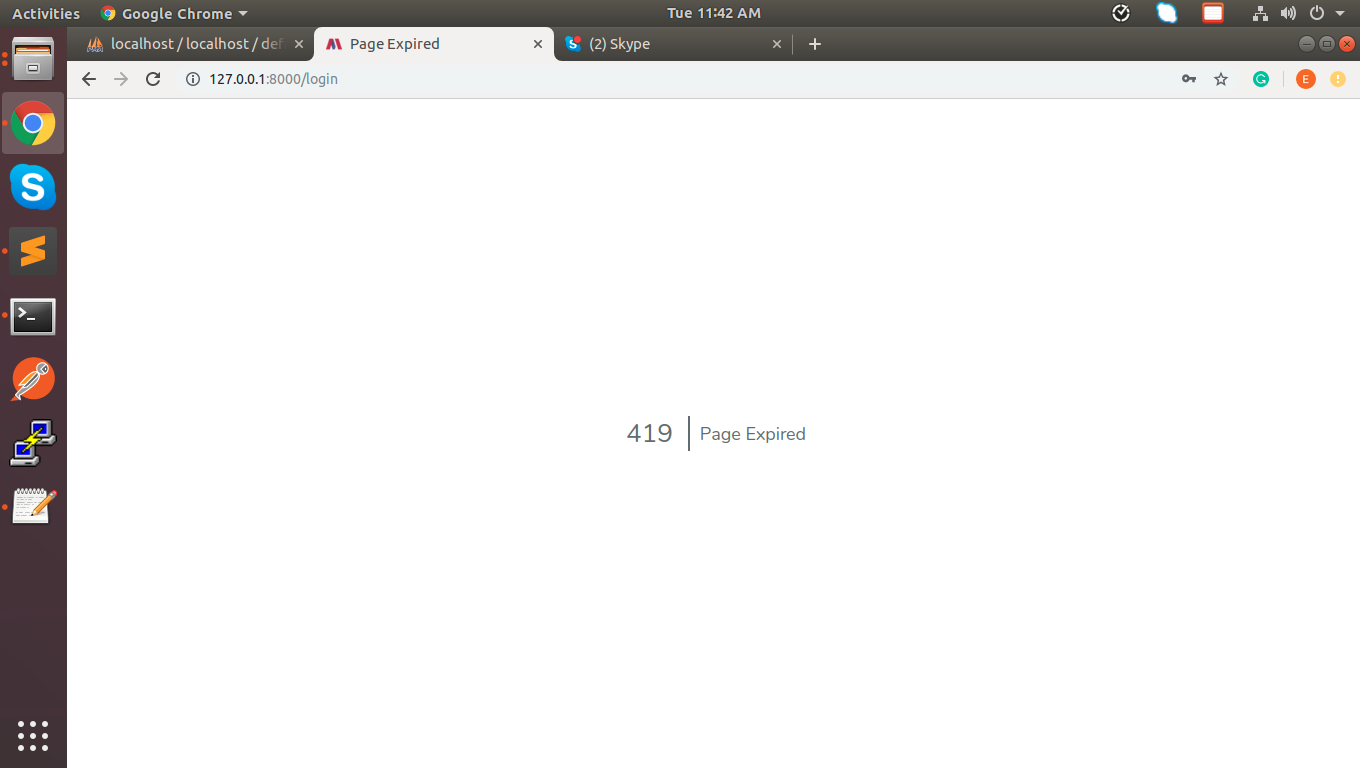 Activities Google Chrome Tue 11:42 AM
localhost / localhost / def Page Expired (2) Skype
127.0.0.1:8000/login E
419 Page Expired